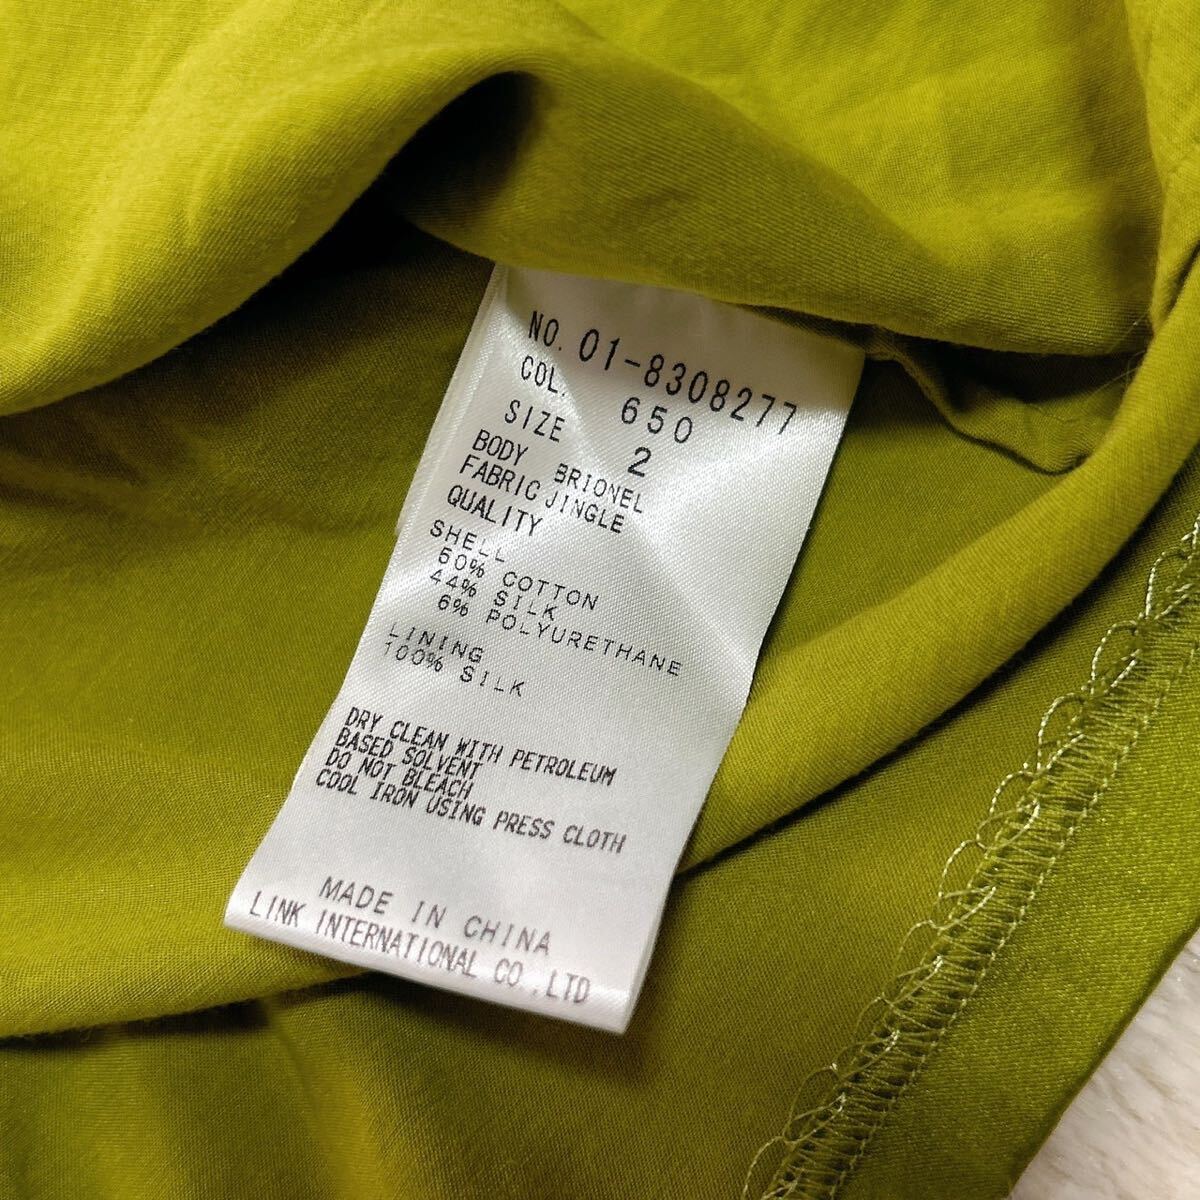 NO. 01-8308277
COL. 650
SIZE 2
BODY BRIONEL
FABRIC JINGLE
QUALITY
SHELL
50% COTTON
44% SILK
6% POLYURETHANE
LINING
100% SILK
DRY CLEAN WITH PETROLEUM
BASED SOLVENT
DO NOT BLEACH
COOL IRON USING PRESS CLOTH
MADE IN CHINA
LINK INTERNATIONAL CO.,LTD